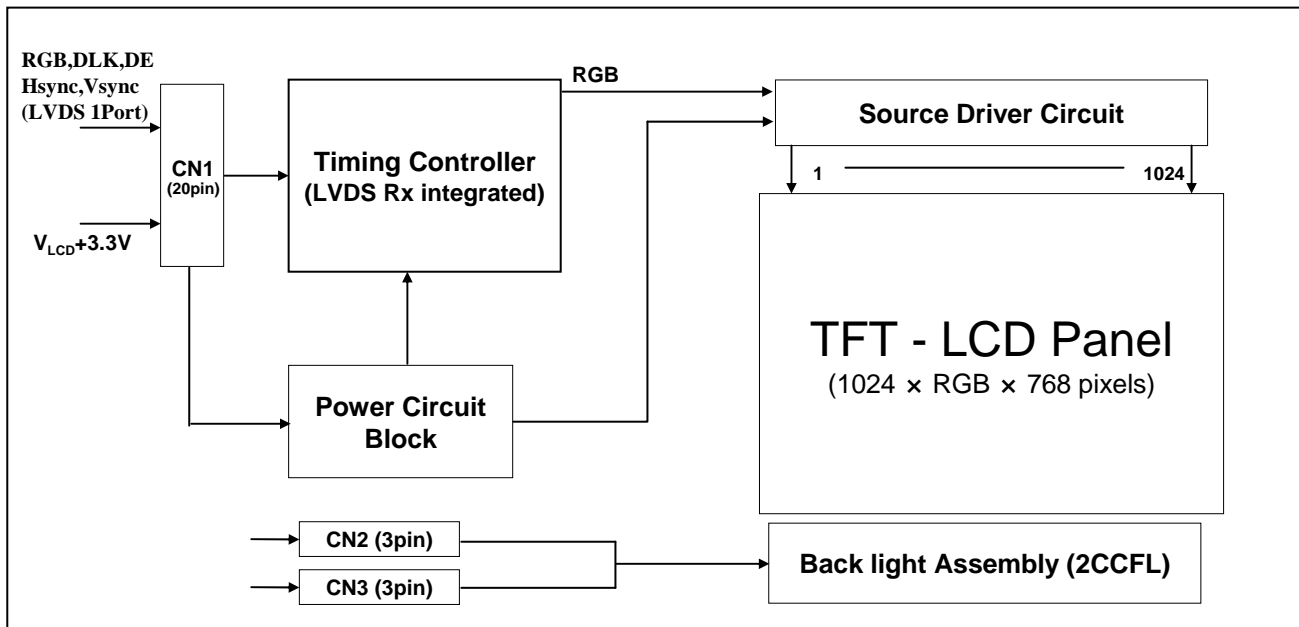 RGB,DLK,DE
Hsync,Vsync
(LVDS 1Port)
V_LCD+3.3V
CN1
(20pin)
Timing Controller
(LVDS Rx integrated)
RGB
Source Driver Circuit
1
1024
TFT - LCD Panel
(1024 × RGB × 768 pixels)
Power Circuit
Block
CN2 (3pin)
CN3 (3pin)
Back light Assembly (2CCFL)